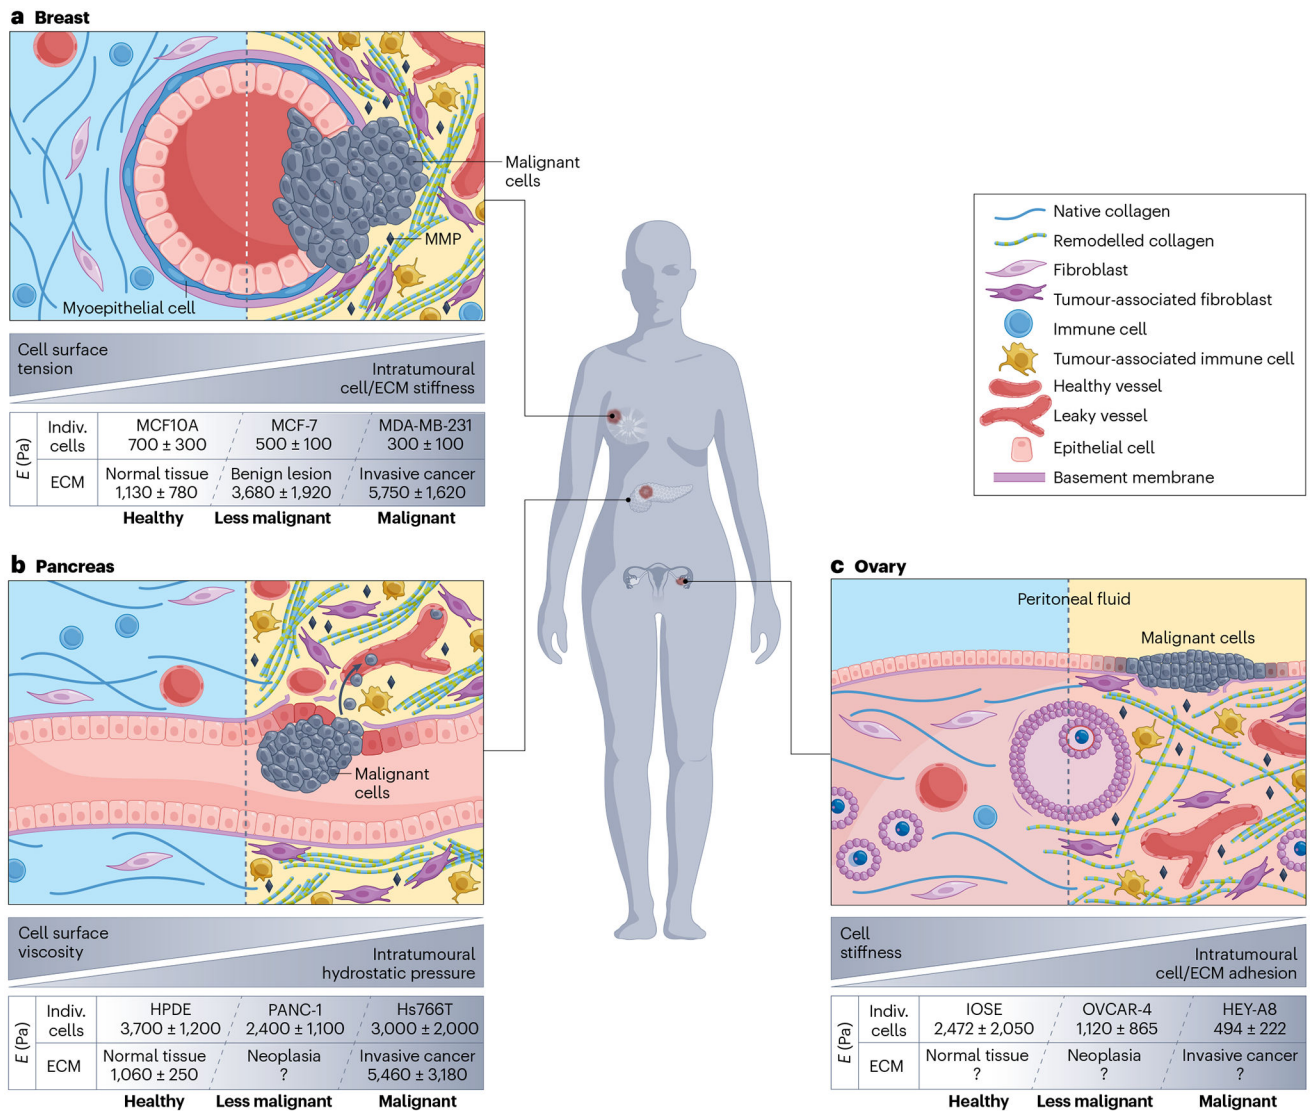 a Breast
Malignant
cells
MMP
Myoepithelial cell
Cell surface
tension
Intratumoural
cell/ECM stiffness
E (Pa)
Indiv.
cells
MCF10A
700 ± 300
MCF-7
500 ± 100
MDA-MB-231
300 ± 100
ECM
Normal tissue
1,130 ± 780
Benign lesion
3,680 ± 1,920
Invasive cancer
5,750 ± 1,620
Healthy
Less malignant
Malignant
Native collagen
Remodelled collagen
Fibroblast
Tumour-associated fibroblast
Immune cell
Tumour-associated immune cell
Healthy vessel
Leaky vessel
Epithelial cell
Basement membrane
b Pancreas
Malignant
cells
Cell surface
viscosity
Intratumoural
hydrostatic pressure
E (Pa)
Indiv.
cells
HPDE
3,700 ± 1,200
PANC-1
2,400 ± 1,100
Hs766T
3,000 ± 2,000
ECM
Normal tissue
1,060 ± 250
Neoplasia
?
Invasive cancer
5,460 ± 3,180
Healthy
Less malignant
Malignant
c Ovary
Peritoneal fluid
Malignant cells
Cell
stiffness
Intratumoural
cell/ECM adhesion
E (Pa)
Indiv.
cells
IOSE
2,472 ± 2,050
OVCAR-4
1,120 ± 865
HEY-A8
494 ± 222
ECM
Normal tissue
?
Neoplasia
?
Invasive cancer
?
Healthy
Less malignant
Malignant